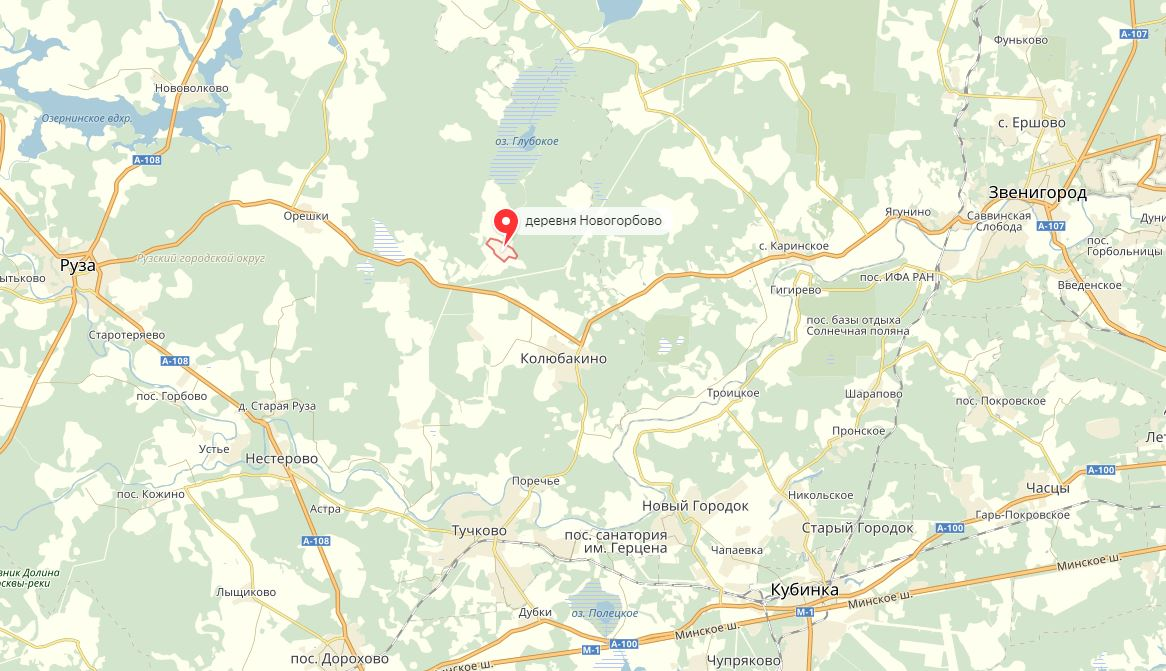 Фуньково
А-107
Нововолково
Озернинское вдхр.
с. Ершово
оз. Глубокое
А-108
Звенигород
Орешки
деревня Новогорбово
Ягунино
Саввинская
Слобода
А-107
с. Каринское
пос.
Горбольницы
Рузский городской округ
Руза
пос. ИФА РАН
Гигирево
Введенское
Старотеряево
пос. базы отдыха
Солнечная поляна
А-108
Колюбакино
пос. Горбово
Троицкое
Шарапово
пос. Покровское
д. Старая Руза
Пронское
Устье
Нестерово
А-100
Поречье
Часцы
пос. Кожино
Никольское
Астра
Новый Городок
Гарь-Покровское
Тучково
Старый Городок
А-100
пос. санатория
им. Герцена
А-108
Чапаевка
Минское ш.
Лыщиково
Кубинка
Минское ш.
Дубки
оз. Полецкое
М-1
Минское ш.
А-100
М-1
пос. Дорохово
Чупряково